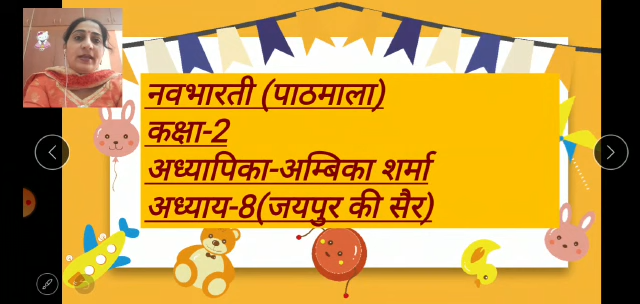 नवभारती (पाठमाला)
कक्षा-2
अध्यापिका-अम्बिका शर्मा
अध्याय-8(जयपुर की सैर)